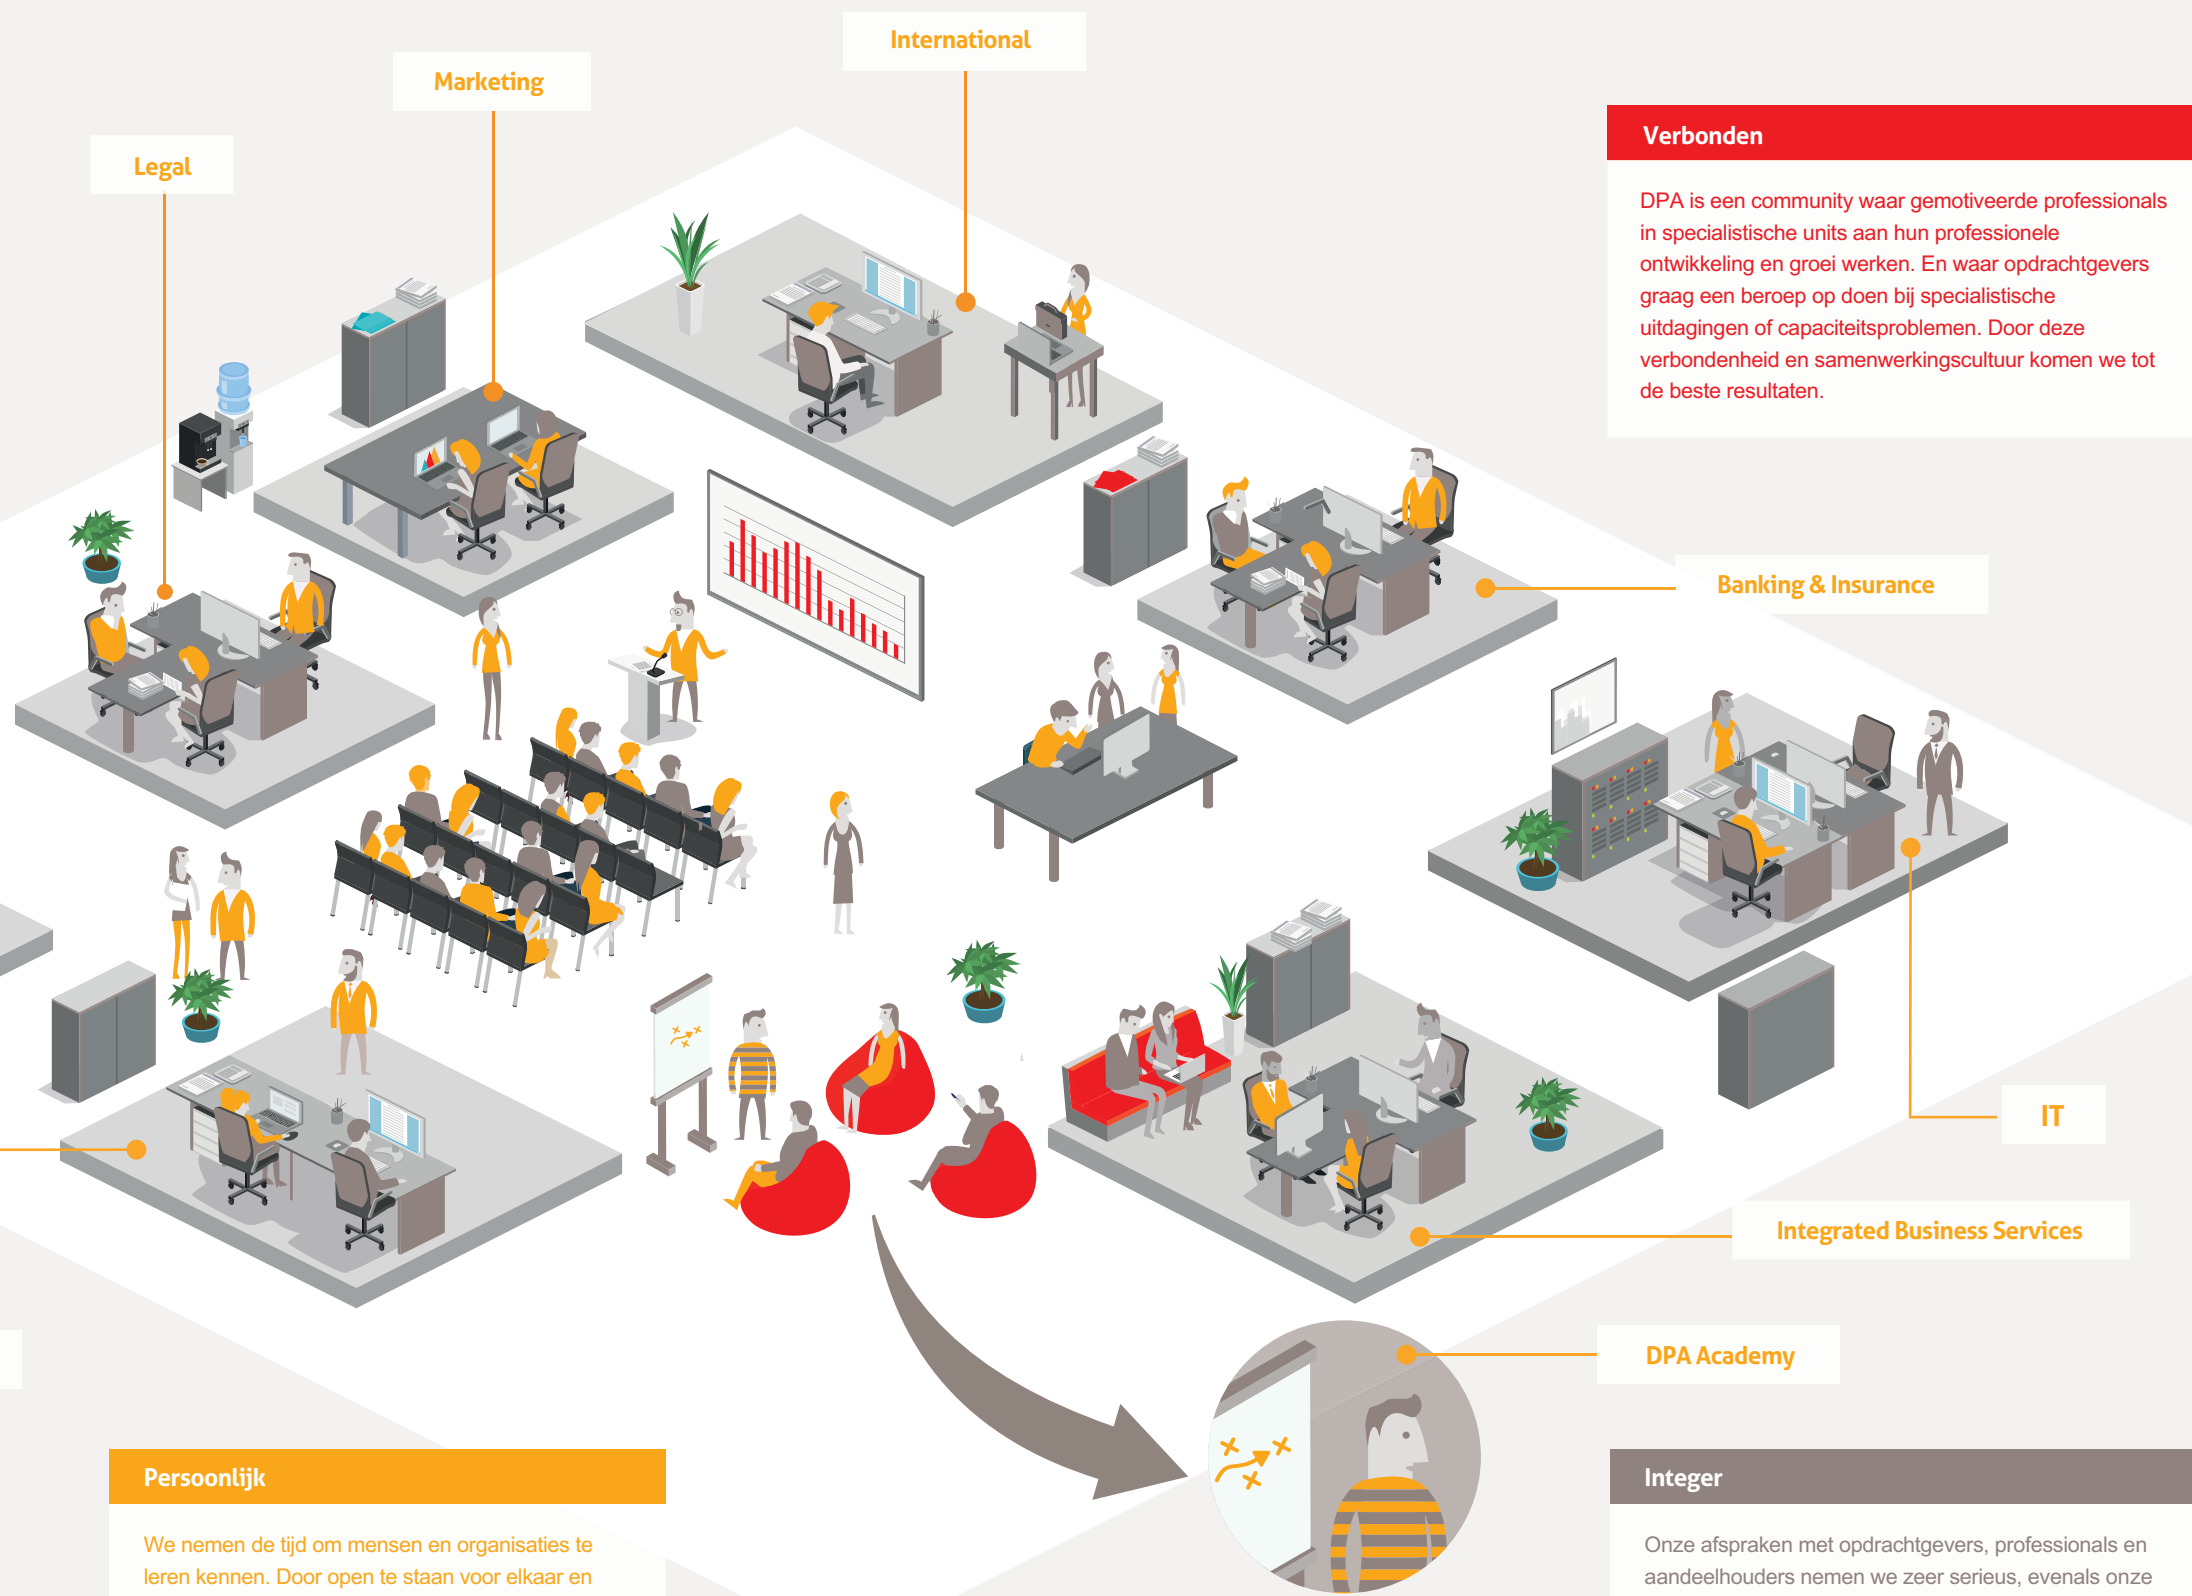 International
Marketing
Legal
Verbonden
DPA is een community waar gemotiveerde professionals
in specialistische units aan hun professionele
ontwikkeling en groei werken. En waar opdrachtgevers
graag een beroep op doen bij specialistische
uitdagingen of capaciteitsproblemen. Door deze
verbondenheid en samenwerkingscultuur komen we tot
de beste resultaten.
Banking & Insurance
IT
Integrated Business Services
DPA Academy
Persoonlijk
We nemen de tijd om mensen en organisaties te
leren kennen. Door open te staan voor elkaar en
Integer
Onze afspraken met opdrachtgevers, professionals en
aandeelhouders nemen we zeer serieus, evenals onze